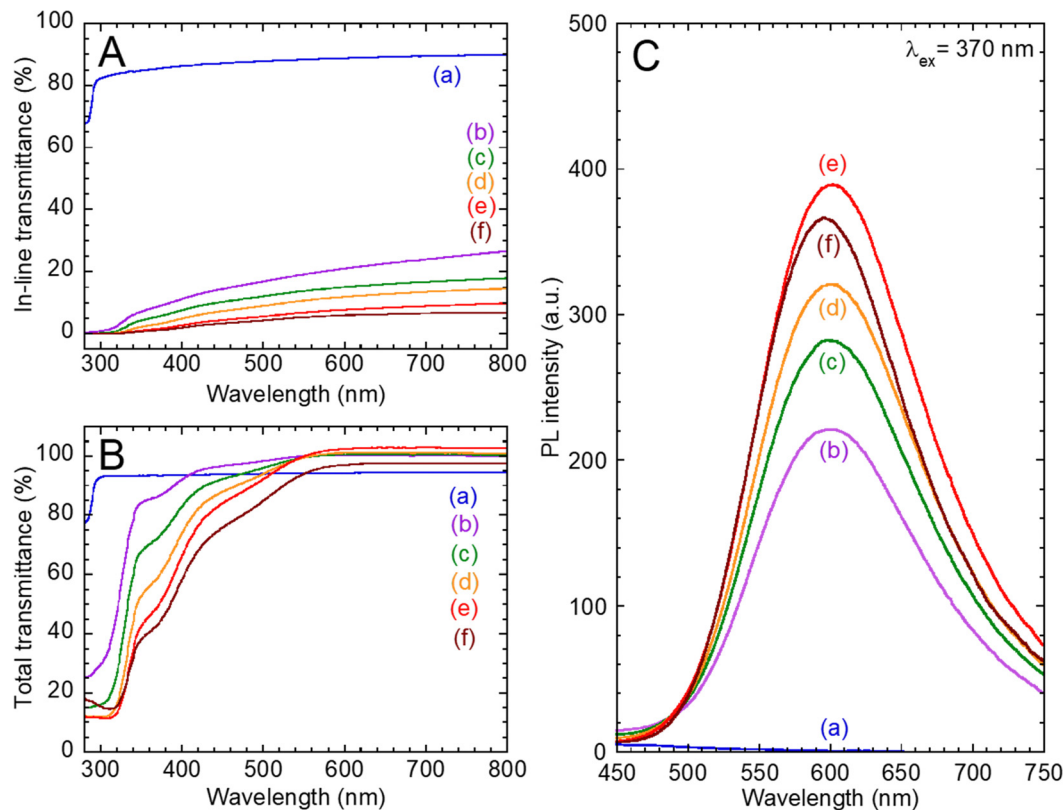 A
In-line transmittance (%)
100
80
60
40
20
0
(a)
(b)
(c)
(d)
(e)
(f)
300 400 500 600 700 800
Wavelength (nm)
B
Total transmittance (%)
100
80
60
40
20
0
(a)
(b)
(c)
(d)
(e)
(f)
300 400 500 600 700 800
Wavelength (nm)
C
λex= 370 nm
PL intensity (a.u.)
500
400
300
200
100
0
(e)
(f)
(d)
(c)
(b)
(a)
450 500 550 600 650 700 750
Wavelength (nm)